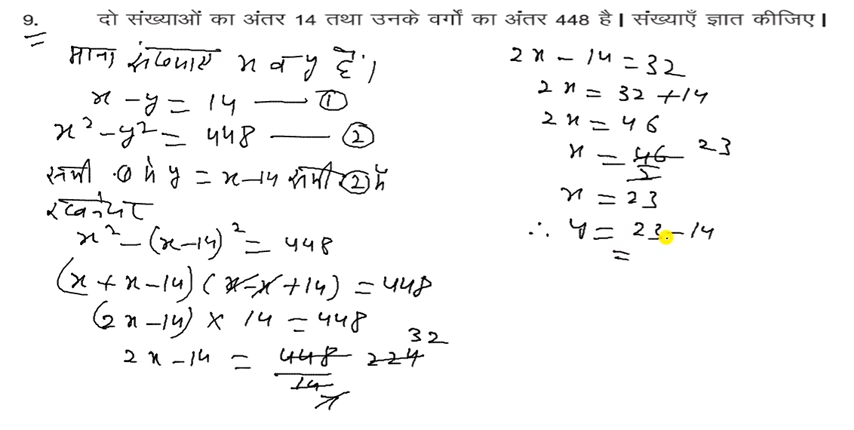 9. दो संख्याओं का अंतर 14 तथा उनके वर्गों का अंतर 448 है। संख्याएँ ज्ञात कीजिए।
माना संख्याएँ x व y हैं।
x - y = 14 — ①
x² - y² = 448 — ②
समी ① से y = x - 14 समी ② में
रखने पर
x² - (x - 14)² = 448
(x + x - 14) (x - x + 14) = 448
(2x - 14) × 14 = 448
2x - 14 = 448/14 224 32
2x - 14 = 32
2x = 32 + 14
2x = 46
x = 46/2 23
x = 23
∴ y = 23 - 14
=